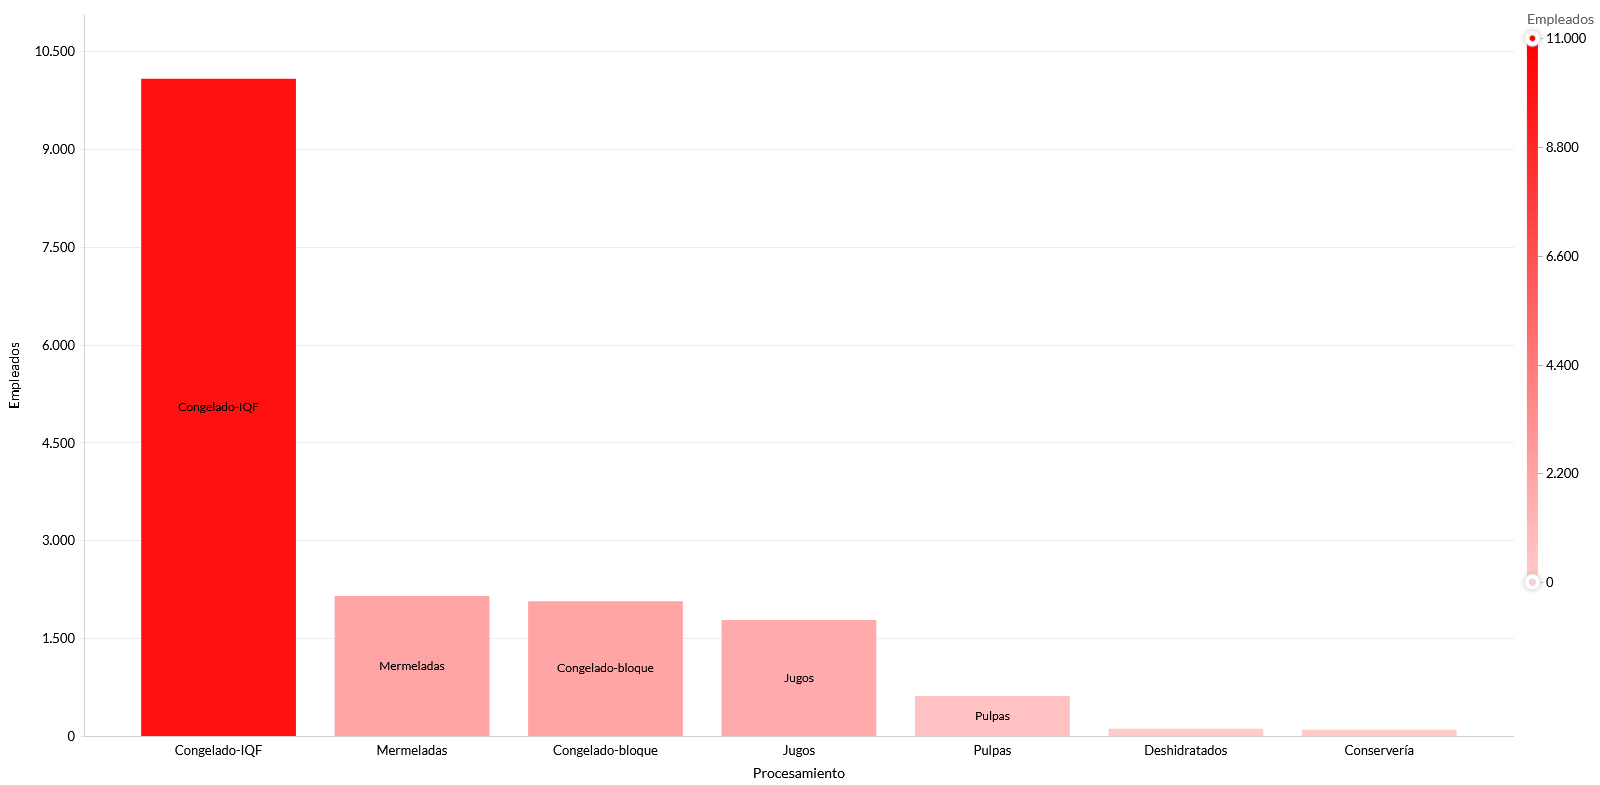 Empleados
11.000
8.800
6.600
4.400
2.200
0
Empleados
10.500
9.000
7.500
6.000
4.500
3.000
1.500
0
Congelado-IQF
Mermeladas
Congelado-bloque
Jugos
Pulpas
Congelado-IQF
Mermeladas
Congelado-bloque
Jugos
Pulpas
Deshidratados
Conservería
Procesamiento